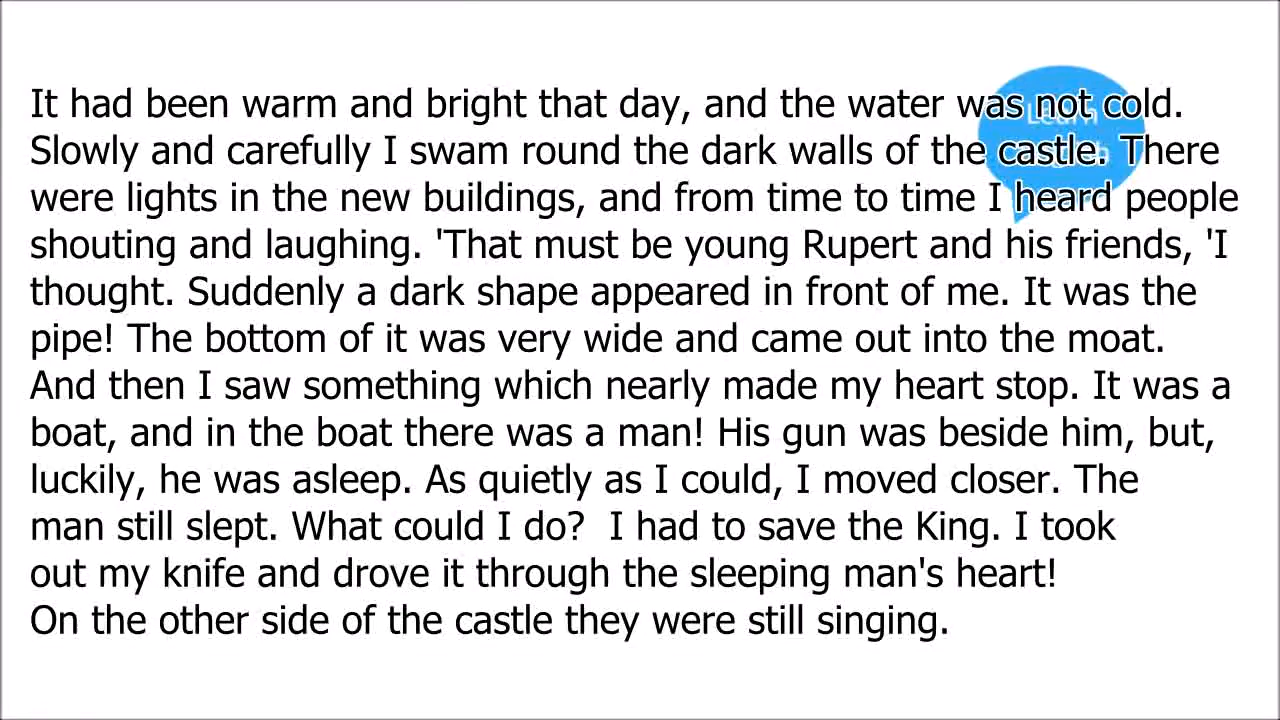 It had been warm and bright that day, and the water was not cold.
Slowly and carefully I swam round the dark walls of the castle. There
were lights in the new buildings, and from time to time I heard people
shouting and laughing. 'That must be young Rupert and his friends, 'I
thought. Suddenly a dark shape appeared in front of me. It was the
pipe! The bottom of it was very wide and came out into the moat.
And then I saw something which nearly made my heart stop. It was a
boat, and in the boat there was a man! His gun was beside him, but,
luckily, he was asleep. As quietly as I could, I moved closer. The
man still slept. What could I do?  I had to save the King. I took
out my knife and drove it through the sleeping man's heart!
On the other side of the castle they were still singing.
Learn